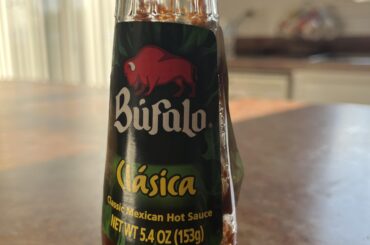 Búfalo®
Clásica
Classic Mexican Hot Sauce
NET WT 5.4 OZ (153g)